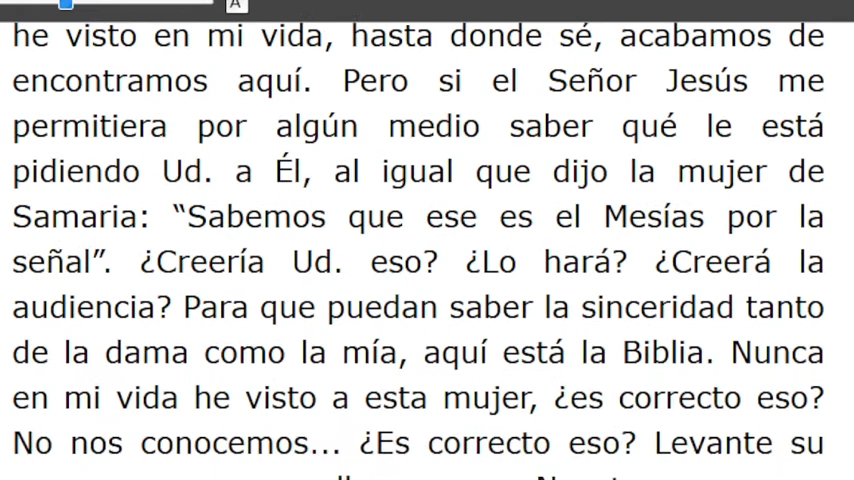 A
he visto en mi vida, hasta donde sé, acabamos de
encontramos aquí. Pero si el Señor Jesús me
permitiera por algún medio saber qué le está
pidiendo Ud. a Él, al igual que dijo la mujer de
Samaria: “Sabemos que ese es el Mesías por la
señal”. ¿Creería Ud. eso? ¿Lo hará? ¿Creerá la
audiencia? Para que puedan saber la sinceridad tanto
de la dama como la mía, aquí está la Biblia. Nunca
en mi vida he visto a esta mujer, ¿es correcto eso?
No nos conocemos... ¿Es correcto eso? Levante su